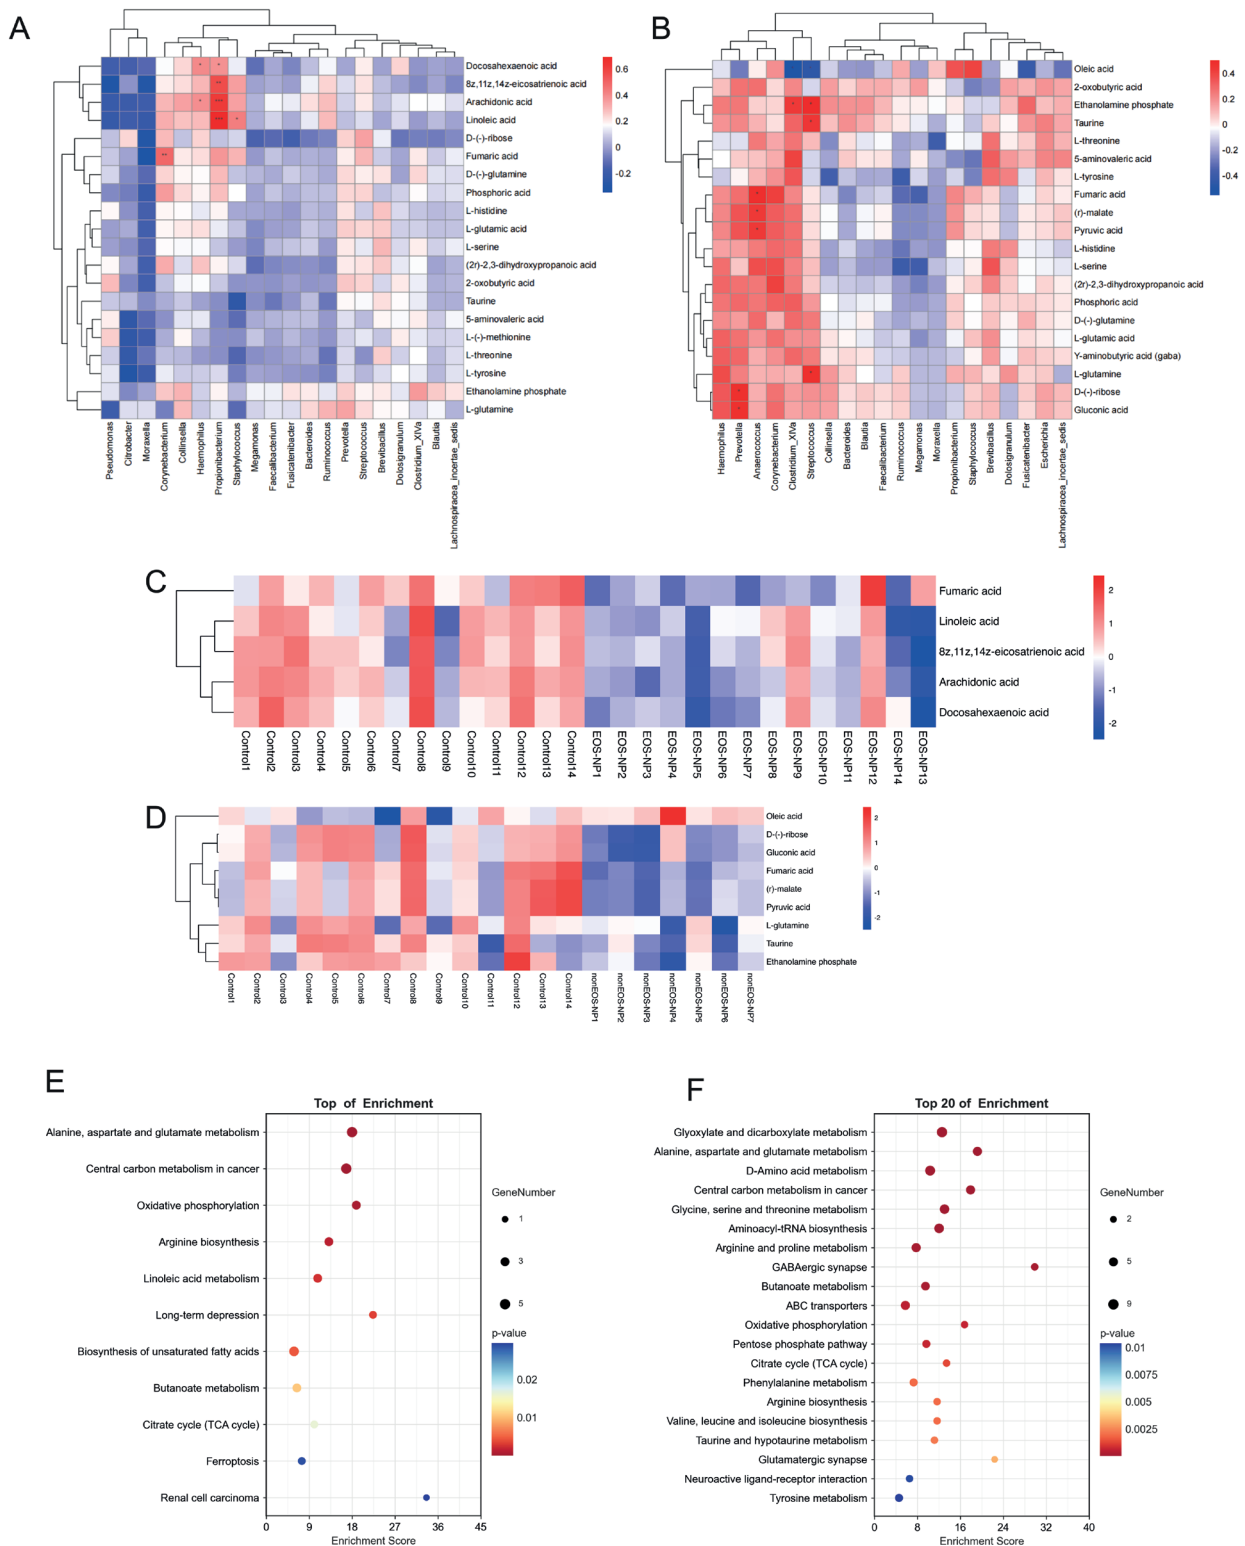 A
Docosahexaenoic acid
8z,11z,14z-eicosatrienoic acid
Arachidonic acid
Linoleic acid
D-(-)-ribose
Fumaric acid
D-(-)-glutamine
Phosphoric acid
L-histidine
L-glutamic acid
L-serine
(2r)-2,3-dihydroxypropanoic acid
2-oxobutyric acid
Taurine
5-aminovaleric acid
L-(-)-methionine
L-threonine
L-tyrosine
Ethanolamine phosphate
L-glutamine
0.6
0.4
0.2
0
-0.2
Pseudomonas
Citrobacter
Moraxella
Corynebacterium
Collinsella
Haemophilus
Propionibacterium
Staphylococcus
Megamonas
Faecalibacterium
Fusicatenibacter
Bacteroides
Ruminococcus
Prevotella
Streptococcus
Brevibacillus
Dolosigranulum
Clostridium_XIVa
Blautia
Lachnospiracea_incertae_sedis
B
Oleic acid
2-oxobutyric acid
Ethanolamine phosphate
Taurine
L-threonine
5-aminovaleric acid
L-tyrosine
Fumaric acid
(r)-malate
Pyruvic acid
L-histidine
L-serine
(2r)-2,3-dihydroxypropanoic acid
Phosphoric acid
D-(-)-glutamine
L-glutamic acid
Y-aminobutyric acid (gaba)
L-glutamine
D-(-)-ribose
Gluconic acid
0.4
0.2
0
-0.2
-0.4
Haemophilus
Prevotella
Anaerococcus
Corynebacterium
Clostridium_XIVa
Streptococcus
Collinsella
Bacteroides
Blautia
Faecalibacterium
Ruminococcus
Megamonas
Moraxella
Propionibacterium
Staphylococcus
Brevibacillus
Dolosigranulum
Fusicatenibacter
Escherichia
Lachnospiracea_incertae_sedis
C
Fumaric acid
Linoleic acid
8z,11z,14z-eicosatrienoic acid
Arachidonic acid
Docosahexaenoic acid
2
1
0
-1
-2
Control1
Control2
Control3
Control4
Control5
Control6
Control7
Control8
Control9
Control10
Control11
Control12
Control13
Control14
EOS-NP1
EOS-NP2
EOS-NP3
EOS-NP4
EOS-NP5
EOS-NP6
EOS-NP7
EOS-NP8
EOS-NP9
EOS-NP10
EOS-NP11
EOS-NP12
EOS-NP14
EOS-NP13
D
Oleic acid
D-(-)-ribose
Gluconic acid
Fumaric acid
(r)-malate
Pyruvic acid
L-glutamine
Taurine
Ethanolamine phosphate
2
1
0
-1
-2
Control1
Control2
Control3
Control4
Control5
Control6
Control7
Control8
Control9
Control10
Control11
Control12
Control13
Control14
nonEOS-NP1
nonEOS-NP2
nonEOS-NP3
nonEOS-NP4
nonEOS-NP5
nonEOS-NP6
nonEOS-NP7
E
Top of Enrichment
Alanine, aspartate and glutamate metabolism
Central carbon metabolism in cancer
Oxidative phosphorylation
Arginine biosynthesis
Linoleic acid metabolism
Long-term depression
Biosynthesis of unsaturated fatty acids
Butanoate metabolism
Citrate cycle (TCA cycle)
Ferroptosis
Renal cell carcinoma
0 9 18 27 36 45
Enrichment Score
GeneNumber
1
3
5
p-value
0.02
0.01
F
Top 20 of Enrichment
Glyoxylate and dicarboxylate metabolism
Alanine, aspartate and glutamate metabolism
D-Amino acid metabolism
Central carbon metabolism in cancer
Glycine, serine and threonine metabolism
Aminoacyl-tRNA biosynthesis
Arginine and proline metabolism
GABAergic synapse
Butanoate metabolism
ABC transporters
Oxidative phosphorylation
Pentose phosphate pathway
Citrate cycle (TCA cycle)
Phenylalanine metabolism
Arginine biosynthesis
Valine, leucine and isoleucine biosynthesis
Taurine and hypotaurine metabolism
Glutamatergic synapse
Neuroactive ligand-receptor interaction
Tyrosine metabolism
0 8 16 24 32 40
Enrichment Score
GeneNumber
2
5
9
p-value
0.01
0.0075
0.005
0.0025